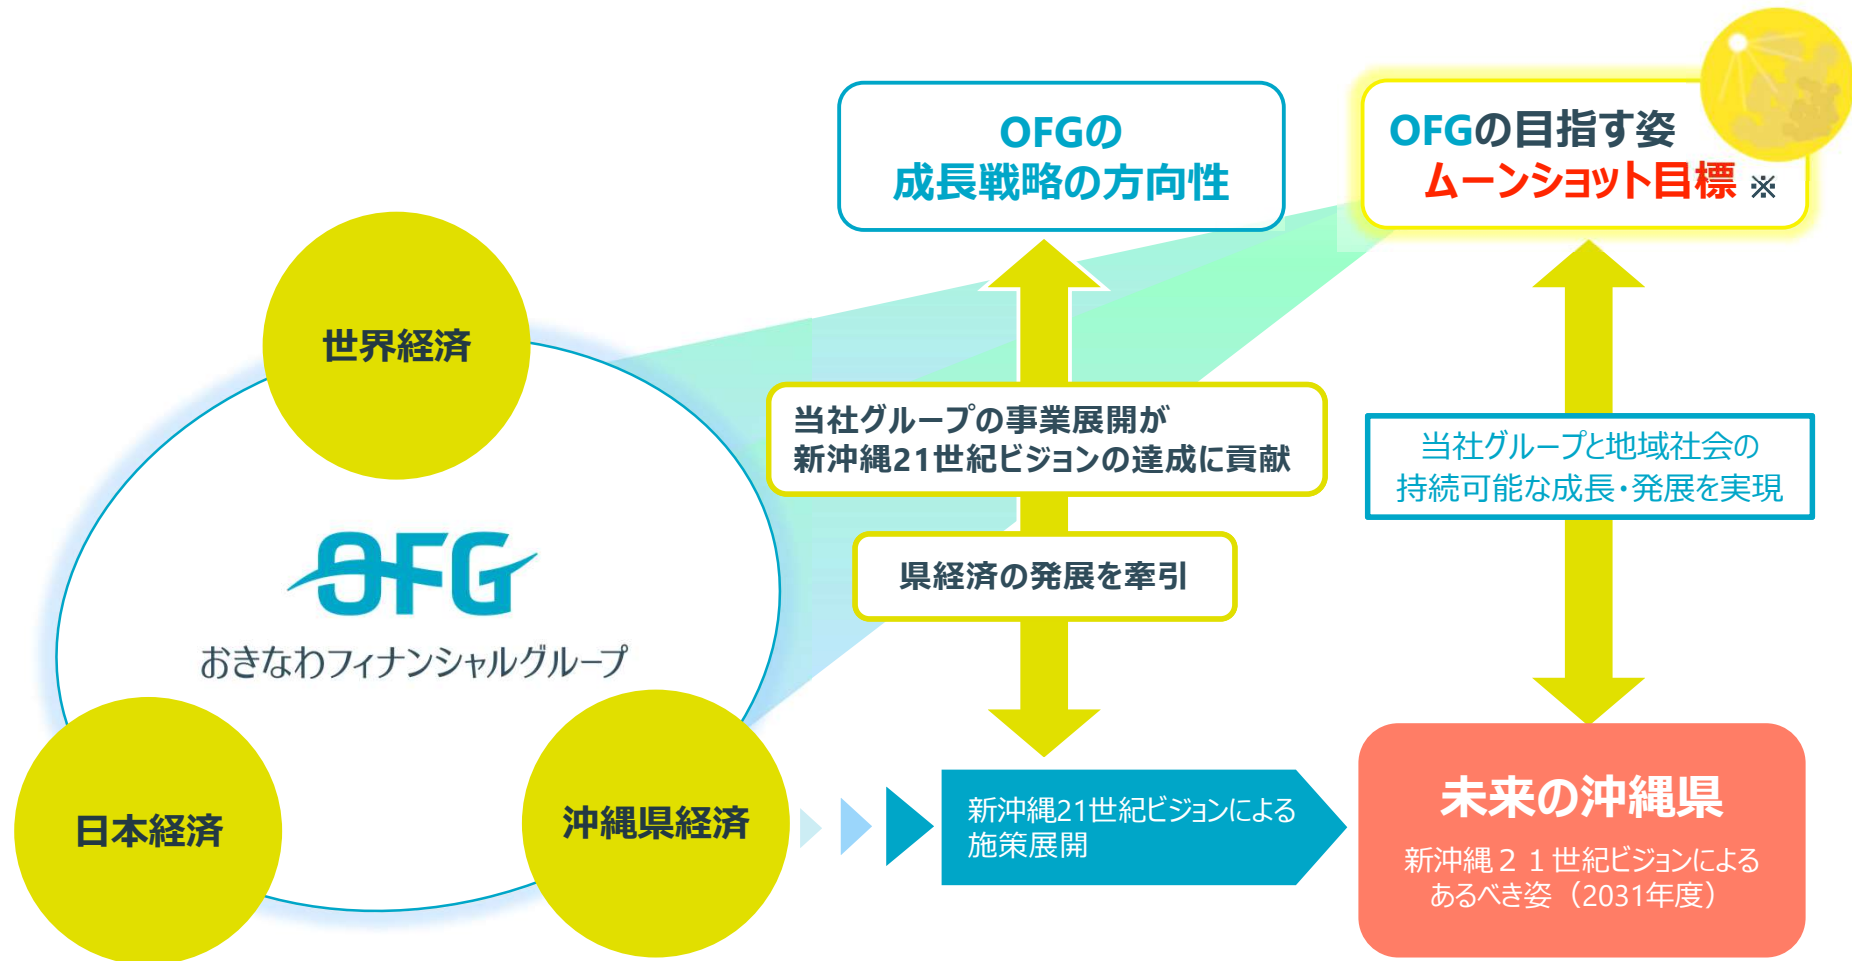 OFGの
成長戦略の方向性
OFGの目指す姿
ムーンショット目標 ※
世界経済
当社グループの事業展開が
新沖縄21世紀ビジョンの達成に貢献
当社グループと地域社会の
持続可能な成長・発展を実現
OFG
おきなわフィナンシャルグループ
県経済の発展を牽引
日本経済
沖縄県経済
新沖縄21世紀ビジョンによる
施策展開
未来の沖縄県
新沖縄２１世紀ビジョンによる
あるべき姿（2031年度）